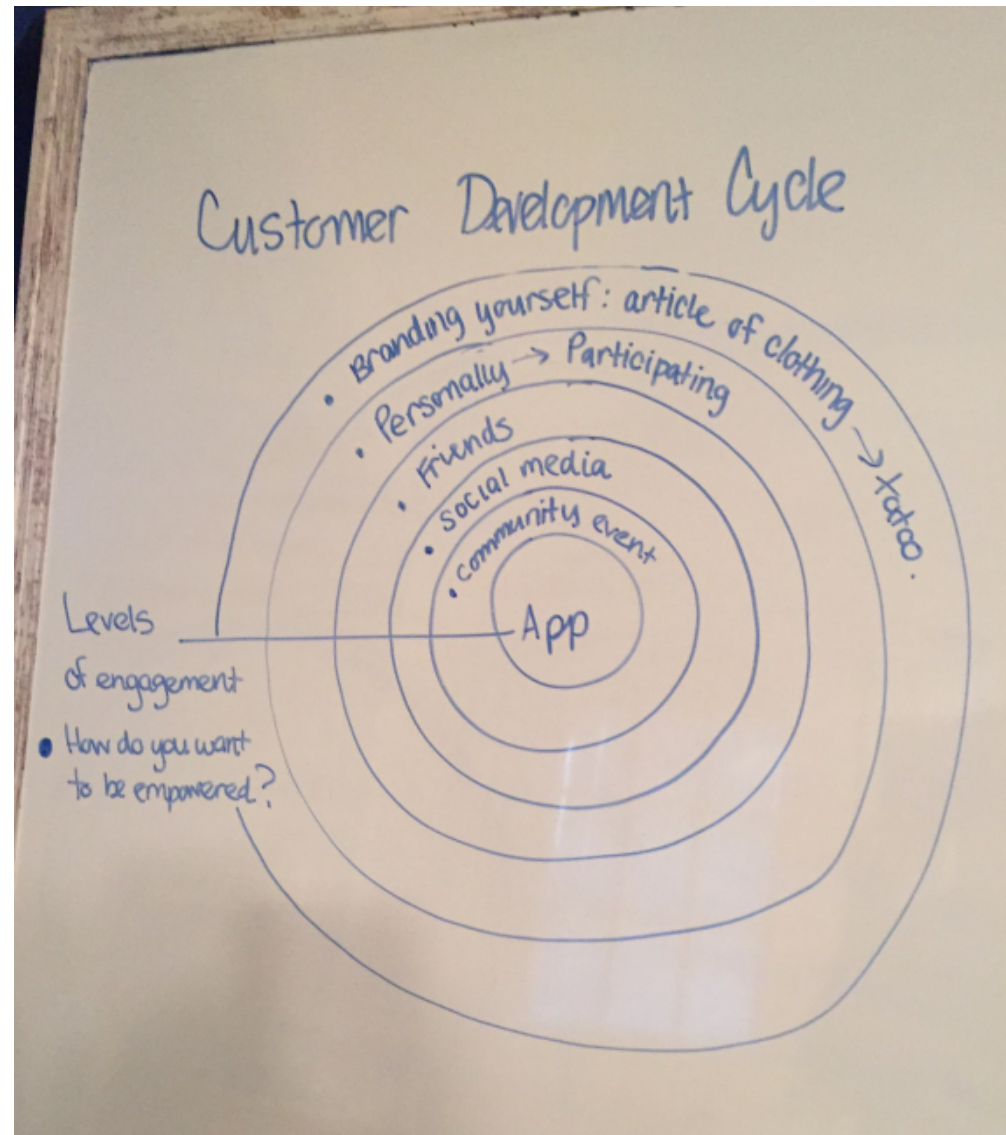 Customer Development Cycle
• Branding yourself: article of clothing → tatoo.
• Personally → Participating
• Friends
• social media
• community event
App
Levels
of engagement
• How do you want
to be empowered?